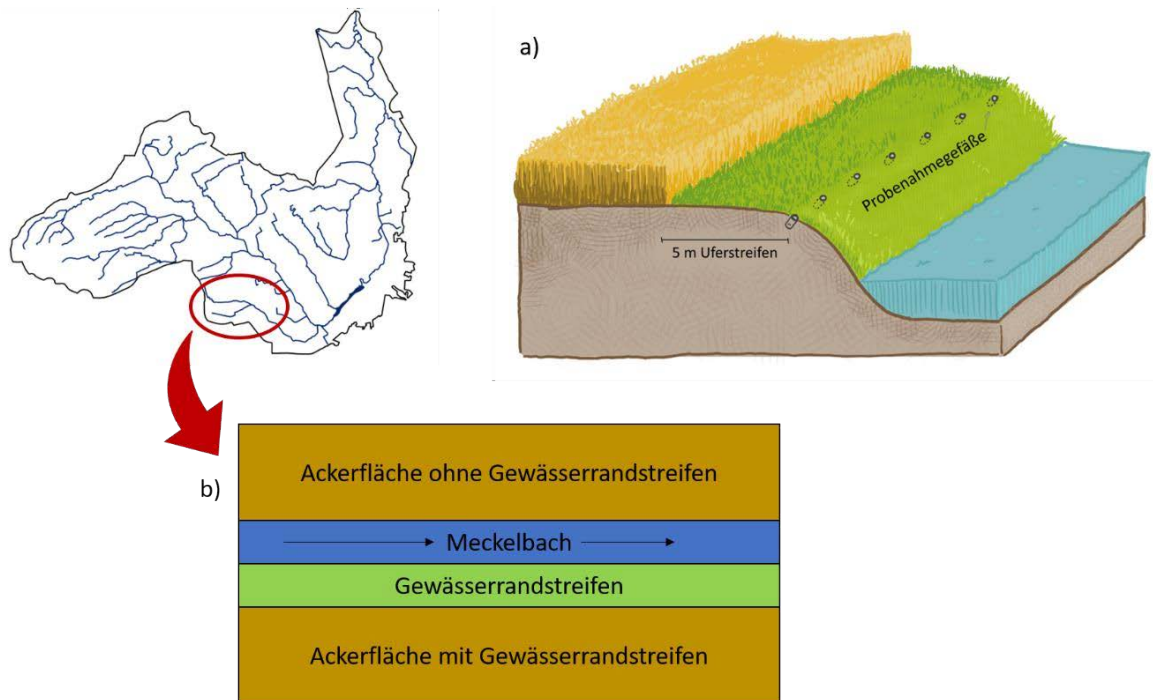 a)
Probenahmegefäße
5 m Uferstreifen
b)
Ackerfläche ohne Gewässerrandstreifen
Meckelbach
Gewässerrandstreifen
Ackerfläche mit Gewässerrandstreifen